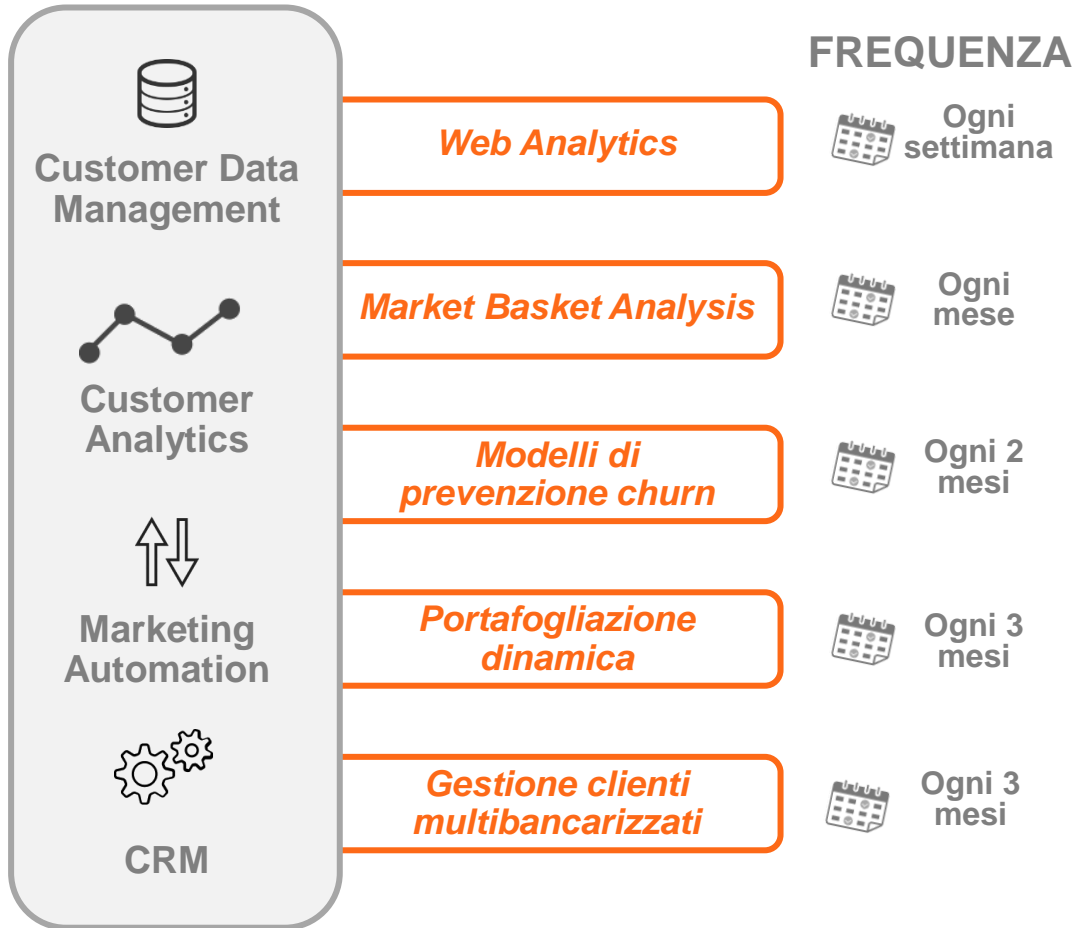 FREQUENZA
Customer Data
Management
Customer
Analytics
Marketing
Automation
CRM
Web Analytics
Ogni
settimana
Market Basket Analysis
Ogni
mese
Modelli di
prevenzione churn
Ogni 2
mesi
Portafogliazione
dinamica
Ogni 3
mesi
Gestione clienti
multibancarizzati
Ogni 3
mesi